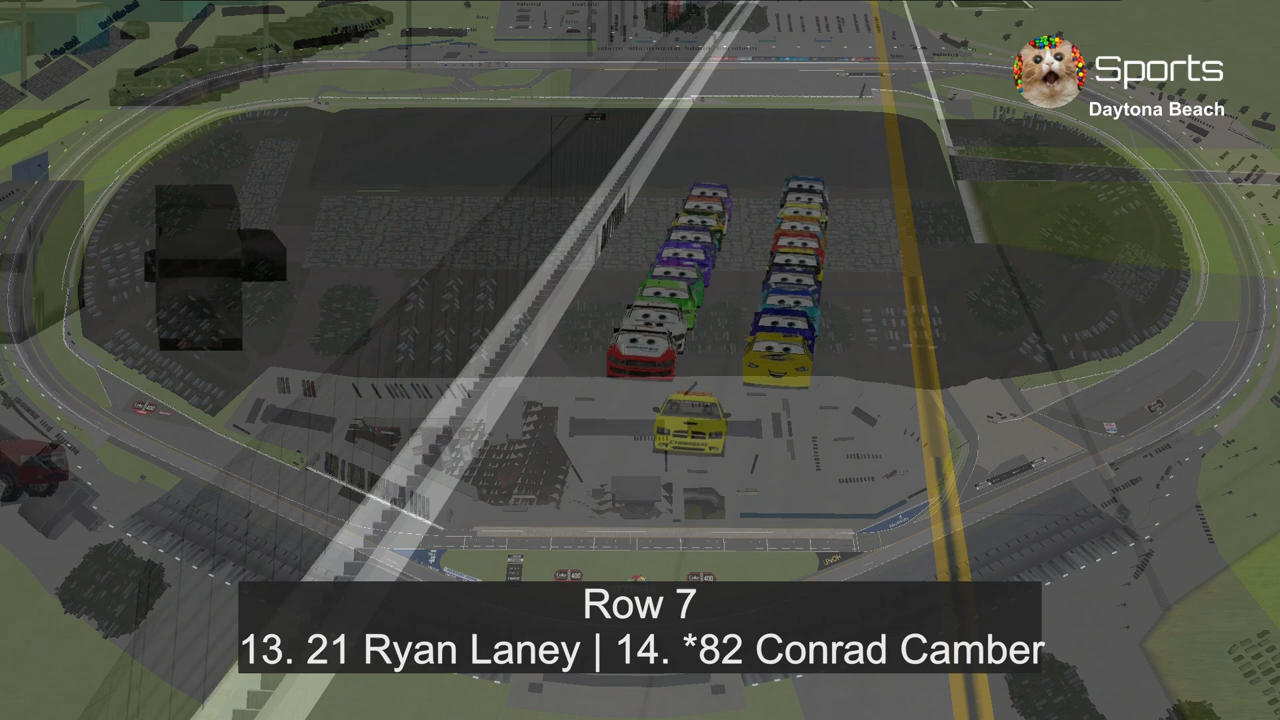 Sports
Daytona Beach
Row 7
13. 21 Ryan Laney | 14. *82 Conrad Camber